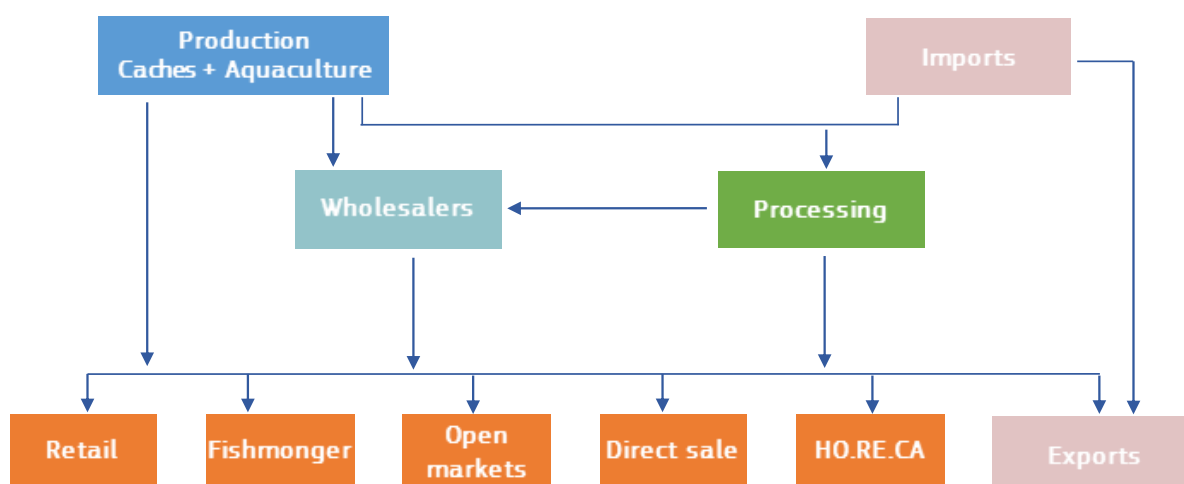 Production
Caches + Aquaculture
Imports
Wholesalers
Processing
Retail
Fishmonger
Open
markets
Direct sale
HO.RE.CA
Exports